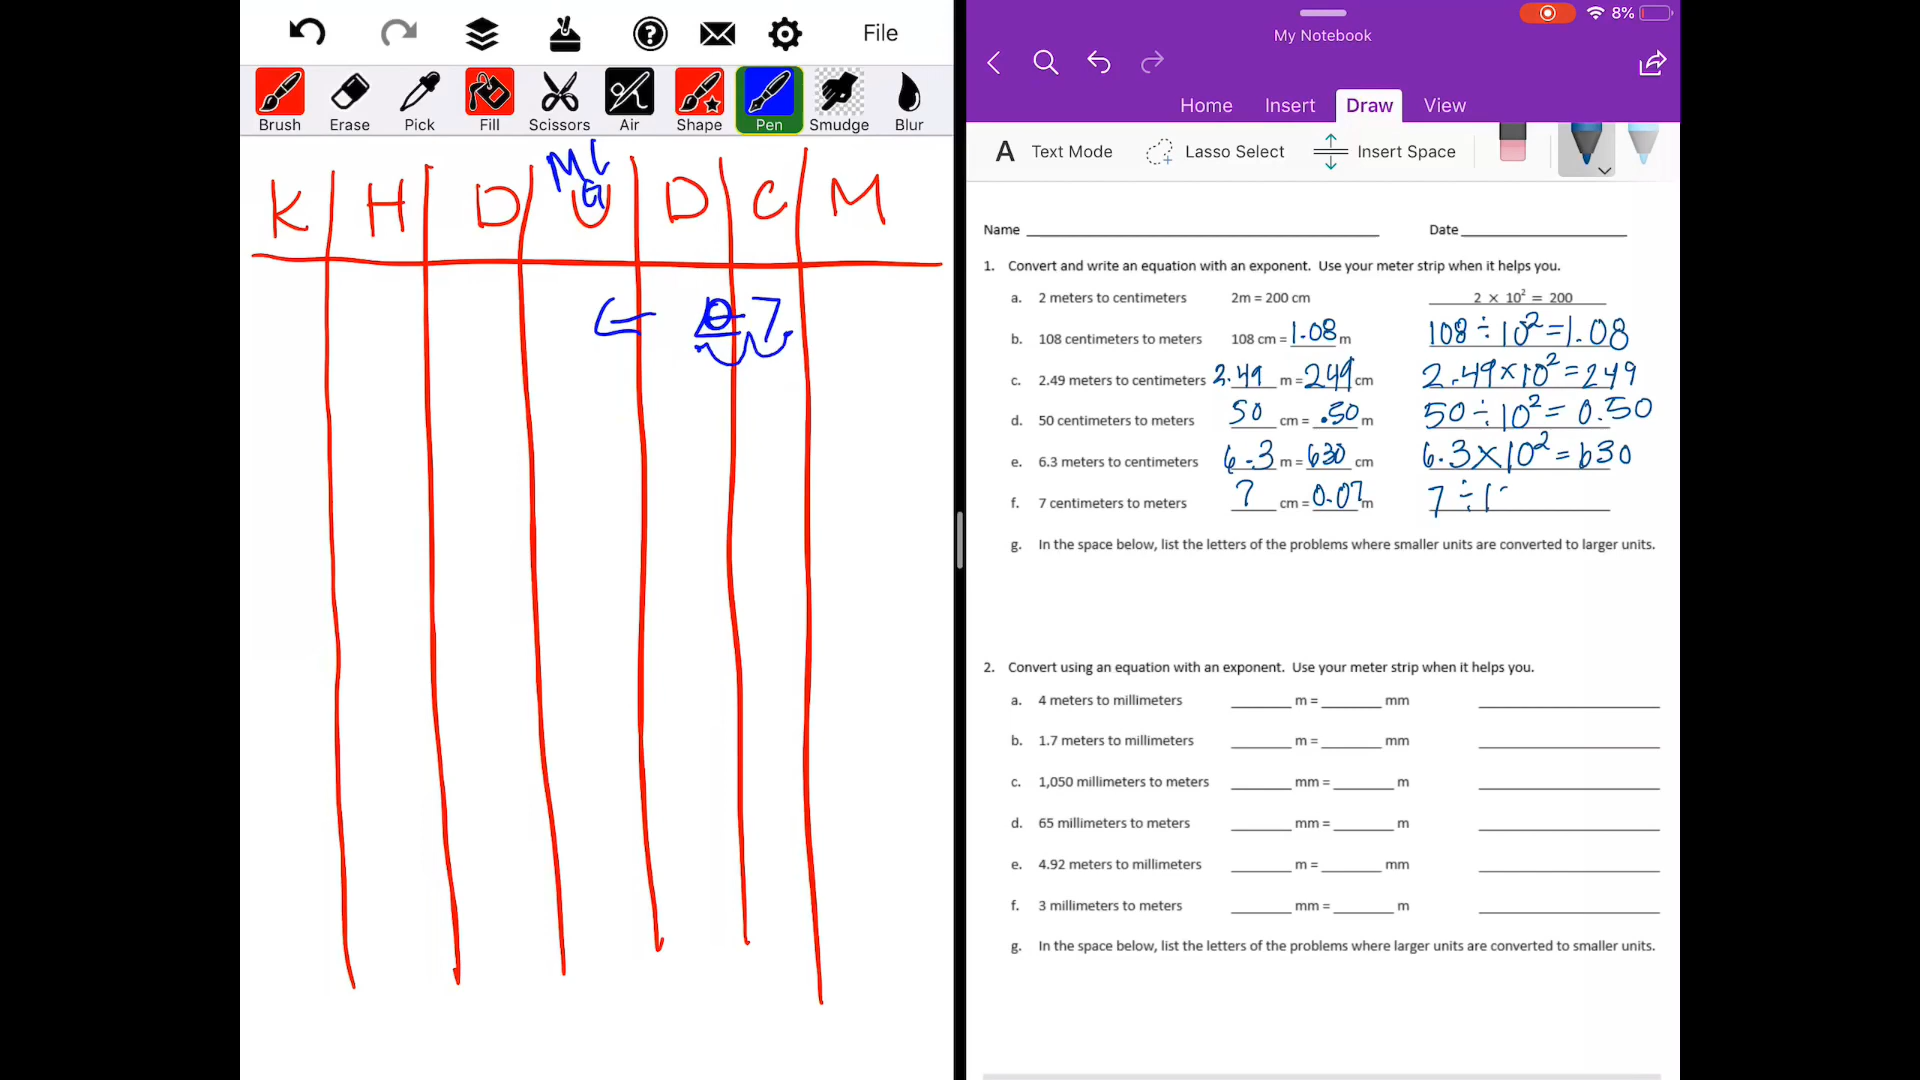 File
Brush Erase Pick Fill Scissors Air Shape Pen Smudge Blur
K H D U D C M
M L
G
7
8%
My Notebook
Home Insert Draw View
A Text Mode Lasso Select Insert Space
Name Date
1. Convert and write an equation with an exponent. Use your meter strip when it helps you.
a. 2 meters to centimeters 2m = 200 cm 2 × 10² = 200
b. 108 centimeters to meters 108 cm = 1.08 m 108 ÷ 10² = 1.08
c. 2.49 meters to centimeters 2.49 m = 249 cm 2.49 × 10² = 249
d. 50 centimeters to meters 50 cm = .50 m 50 ÷ 10² = 0.50
e. 6.3 meters to centimeters 6.3 m = 630 cm 6.3 × 10² = 630
f. 7 centimeters to meters 7 cm = 0.07 m 7 ÷ 1
g. In the space below, list the letters of the problems where smaller units are converted to larger units.
2. Convert using an equation with an exponent. Use your meter strip when it helps you.
a. 4 meters to millimeters m = mm
b. 1.7 meters to millimeters m = mm
c. 1,050 millimeters to meters mm = m
d. 65 millimeters to meters mm = m
e. 4.92 meters to millimeters m = mm
f. 3 millimeters to meters mm = m
g. In the space below, list the letters of the problems where larger units are converted to smaller units.